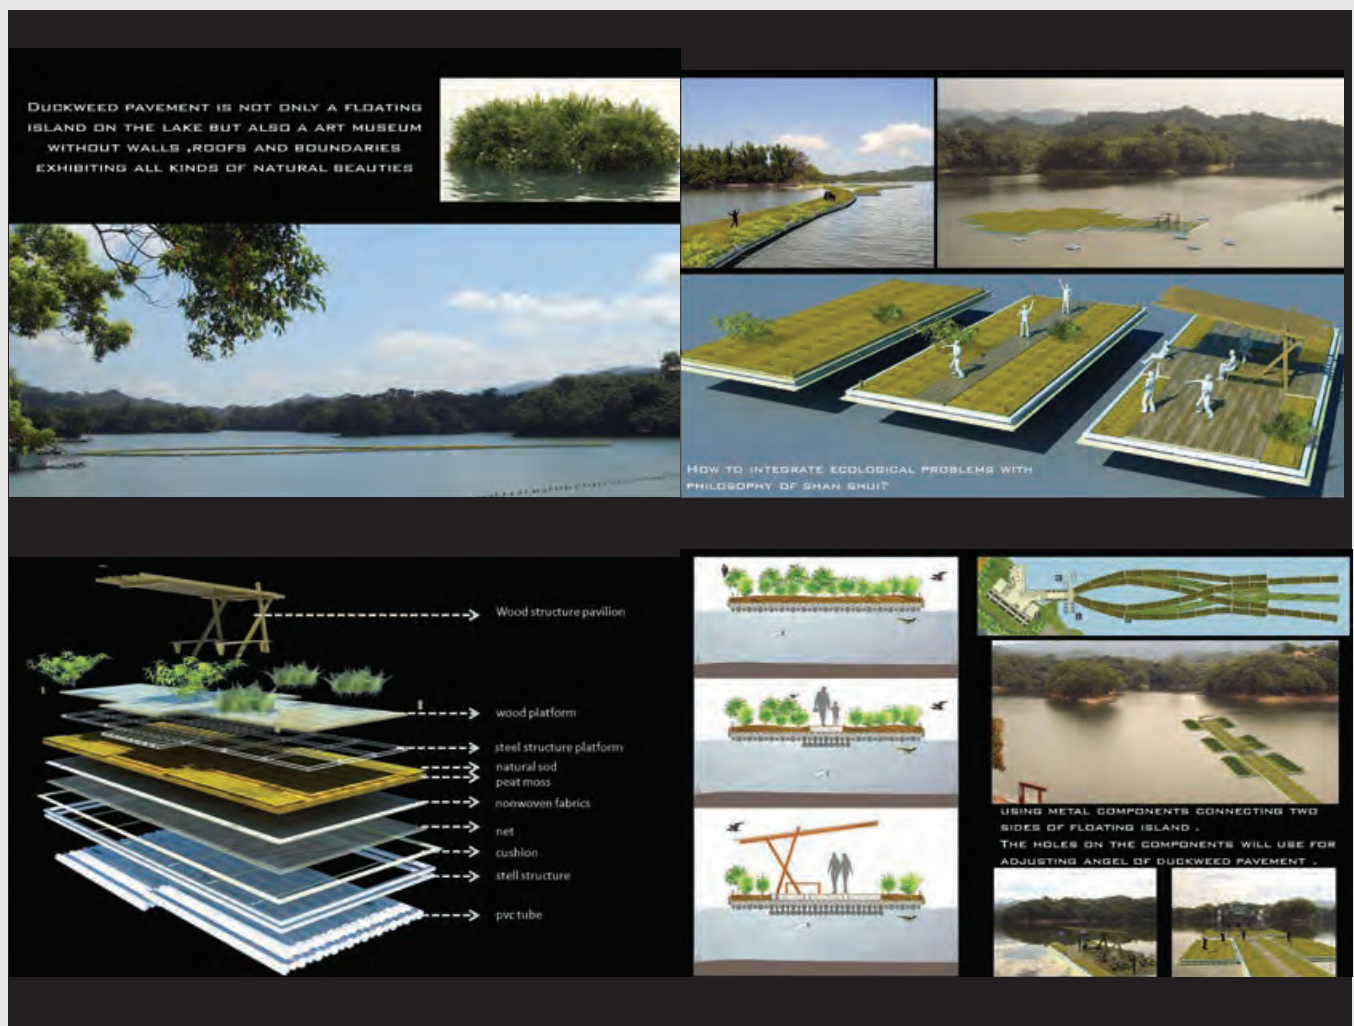 DUCKWEED PAVEMENT IS NOT ONLY A FLOATING
ISLAND ON THE LAKE BUT ALSO A ART MUSEUM
WITHOUT WALLS ,ROOFS AND BOUNDARIES
EXHIBITING ALL KINDS OF NATURAL BEAUTIES
HOW TO INTEGRATE ECOLOGICAL PROBLEMS WITH
PHILOSOPHY OF SHAN SHUI?
Wood structure pavilion
wood platform
steel structure platform
natural sod
peat moss
nonwoven fabrics
net
cushion
stell structure
pvc tube
USING METAL COMPONENTS CONNECTING TWO
SIDES OF FLOATING ISLAND .
THE HOLES ON THE COMPONENTS WILL USE FOR
ADJUSTING ANGEL OF DUCKWEED PAVEMENT .